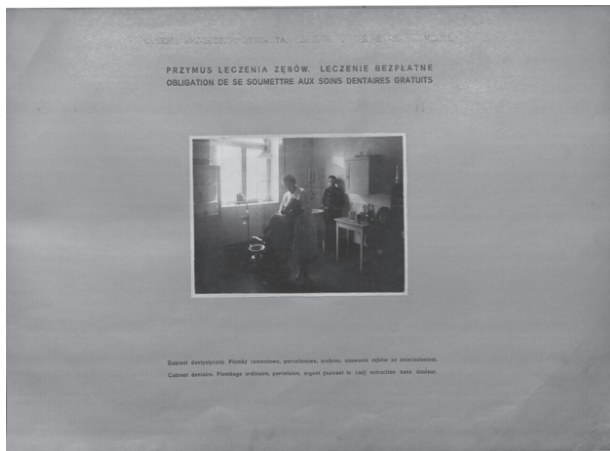 PRZYMUS LECZENIA ZĘBÓW. LECZENIE BEZPŁATNE
OBLIGATION DE SE SOUMETTRE AUX SOINS DENTAIRES GRATUITS
Gabinet dentystyczny. Plomby cementowe, porcelanowe, srebrne, usuwanie zębów ze znieczuleniem.
Cabinet dentaire. Plombage ordinaire, porcelaine, argent (suivant le cas) extraction sans douleur.